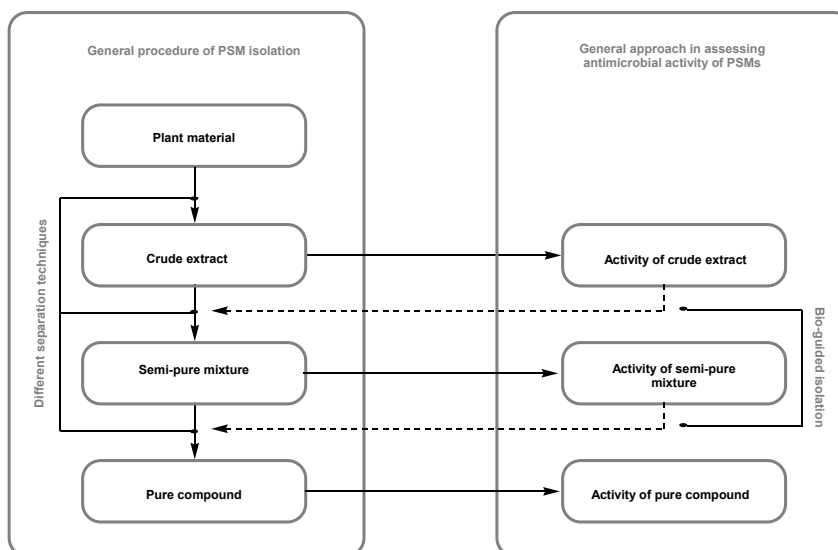 General procedure of PSM isolation
General approach in assessing
antimicrobial activity of PSMs
Plant material
Different separation techniques
Crude extract
Activity of crude extract
Semi-pure mixture
Activity of semi-pure
mixture
Bio-guided isolation
Pure compound
Activity of pure compound